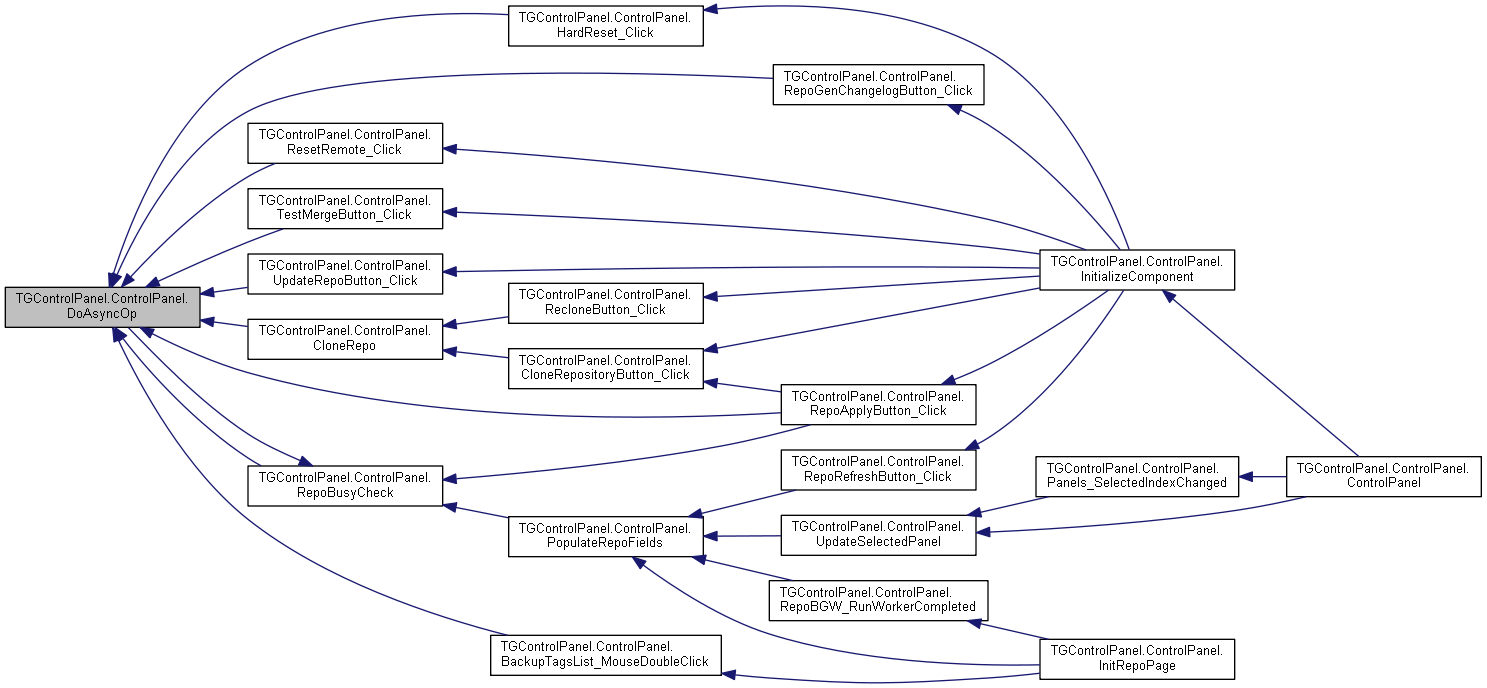 TGControlPanel.ControlPanel.
HardReset_Click
TGControlPanel.ControlPanel.
RepoGenChangelogButton_Click
TGControlPanel.ControlPanel.
ResetRemote_Click
TGControlPanel.ControlPanel.
TestMergeButton_Click
TGControlPanel.ControlPanel.
UpdateRepoButton_Click
TGControlPanel.ControlPanel.
InitializeComponent
TGControlPanel.ControlPanel.
DoAsyncOp
TGControlPanel.ControlPanel.
RecloneButton_Click
TGControlPanel.ControlPanel.
CloneRepo
TGControlPanel.ControlPanel.
CloneRepositoryButton_Click
TGControlPanel.ControlPanel.
RepoApplyButton_Click
TGControlPanel.ControlPanel.
RepoBusyCheck
TGControlPanel.ControlPanel.
RepoRefreshButton_Click
TGControlPanel.ControlPanel.
Panels_SelectedIndexChanged
TGControlPanel.ControlPanel.
ControlPanel
TGControlPanel.ControlPanel.
PopulateRepoFields
TGControlPanel.ControlPanel.
UpdateSelectedPanel
TGControlPanel.ControlPanel.
RepoBGW_RunWorkerCompleted
TGControlPanel.ControlPanel.
BackupTagsList_MouseDoubleClick
TGControlPanel.ControlPanel.
InitRepoPage